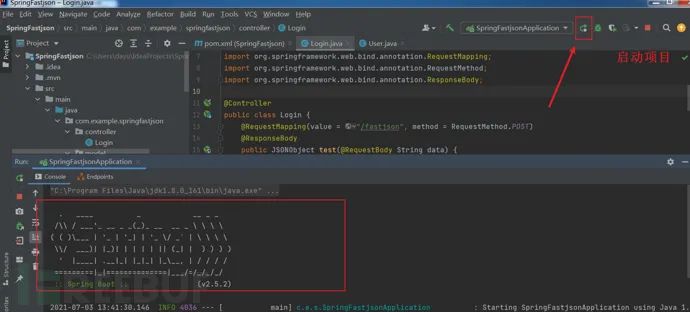 SpringFastjson – Login.java
File Edit View Navigate Code Analyze Refactor Build Run Tools VCS Window Help
SpringFastjson src main java com example springfastjson controller Login
SpringFastjsonApplication
启动项目
Project
pom.xml (SpringFastjson) Login.java User.java
SpringFastjson
.idea
.mvn
src
main
java
com.example.springfastjson
controller
Login
model
7 import org.springframework.web.bind.annotation.RequestMapping;
8 import org.springframework.web.bind.annotation.RequestMethod;
9 import org.springframework.web.bind.annotation.ResponseBody;
10
11 @Controller
12 public class Login {
13 @RequestMapping(value = "/fastjson", method = RequestMethod.POST)
14 @ResponseBody
15 public JSONObject test(@RequestBody String data) {
Run: SpringFastjsonApplication
Console Endpoints
"C:\Program Files\Java\jdk1.8.0_161\bin\java.exe" ...
:: Spring Boot :: (v2.5.2)
2021-07-03 13:41:30.146 INFO 4036 --- [ main] c.e.s.SpringFastjsonApplication : Starting SpringFastjsonApplication using Java 1.
Project
Structure
FREEBUF